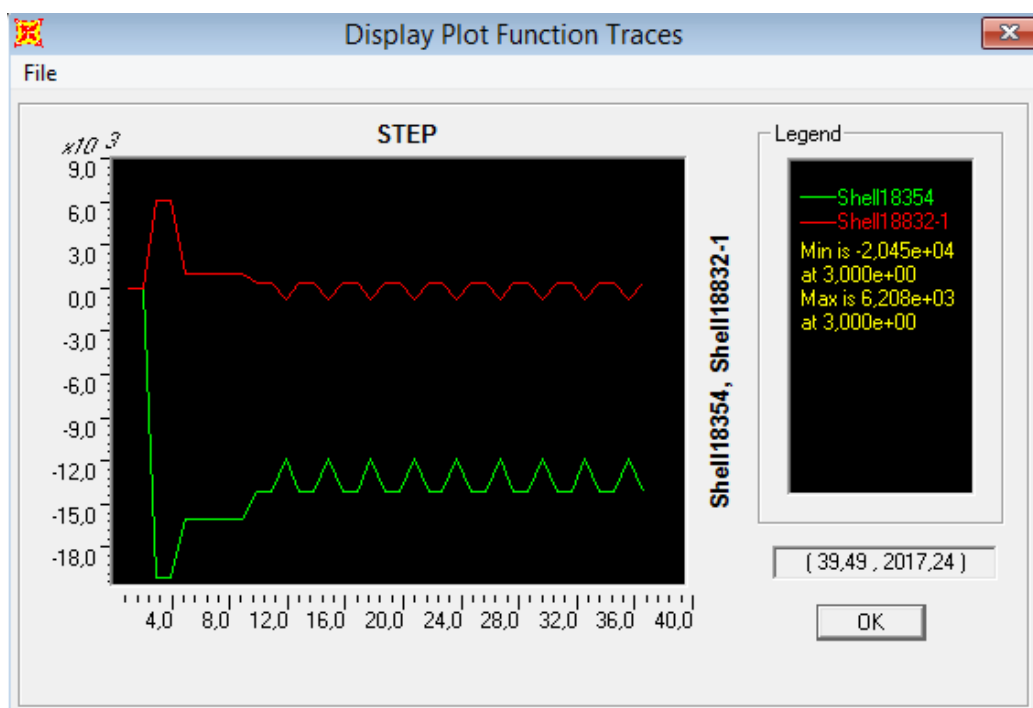 Display Plot Function Traces
File
x10 3
STEP
9,0
6,0
3,0
0,0
-3,0
-6,0
-9,0
-12,0
-15,0
-18,0
4,0 8,0 12,0 16,0 20,0 24,0 28,0 32,0 36,0 40,0
Shell18354, Shell18832-1
Legend
Shell18354
Shell18832-1
Min is -2,045e+04
at 3,000e+00
Max is 6,208e+03
at 3,000e+00
( 39,49 , 2017,24 )
OK